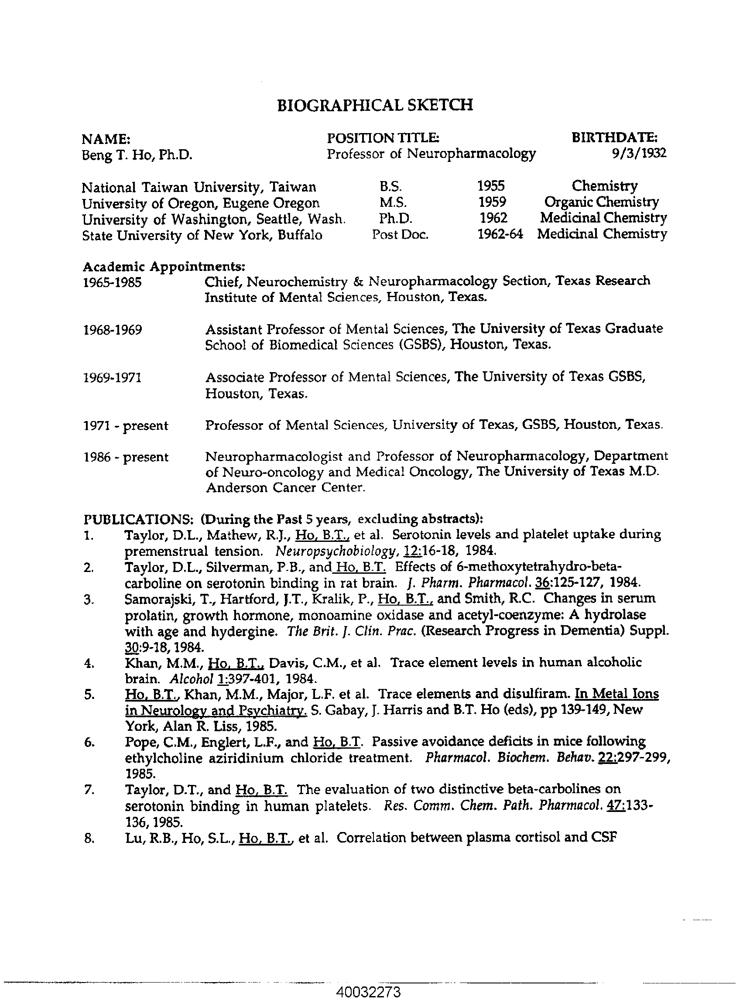 BIOGRAPHICAL SKETCH
NAME: POSITION TITLE: BIRTHDATE:
Beng T. Ho, Ph.D. Professor of Neuropharmacology 9/3/1932
National Taiwan University, Taiwan B.S. 1955 Chemistry
University of Oregon, Eugene Oregon M.S. 1959 Organic Chemistry
University of Washington, Seattle, Wash. Ph.D. 1962 Medicinal Chemistry
State University of New York, Buffalo Post Doc. 1962-64 Medicinal Chemistry
Academic Appointments:
1965-1985 Chief, Neurochemistry & Neuropharmacology Section, Texas Research
Institute of Mental Sciences, Houston, Texas.
1968-1969 Assistant Professor of Mental Sciences, The University of Texas Graduate
School of Biomedical Sciences (GSBS), Houston, Texas.
1969-1971 Associate Professor of Mental Sciences, The University of Texas GSBS,
Houston, Texas.
1971 - present Professor of Mental Sciences, University of Texas, GSBS, Houston, Texas.
1986 - present Neuropharmacologist and Professor of Neuropharmacology, Department
of Neuro-oncology and Medical Oncology, The University of Texas M.D.
Anderson Cancer Center.
PUBLICATIONS: (During the Past 5 years, excluding abstracts):
1. Taylor, D.L., Mathew, R.J., Ho, B.T., et al. Serotonin levels and platelet uptake during
premenstrual tension. Neuropsychobiology, 12:16-18, 1984.
2. Taylor, D.L., Silverman, P.B., and Ho, B.T. Effects of 6-methoxytetrahydro-beta-
carboline on serotonin binding in rat brain. J. Pharm. Pharmacol. 36:125-127, 1984.
3. Samorajski, T., Hartford, J.T., Kralik, P., Ho, B.T., and Smith, R.C. Changes in serum
prolatin, growth hormone, monoamine oxidase and acetyl-coenzyme: A hydrolase
with age and hydergine. The Brit. J. Clin. Prac. (Research Progress in Dementia) Suppl.
30:9-18, 1984.
4. Khan, M.M., Ho, B.T., Davis, C.M., et al. Trace element levels in human alcoholic
brain. Alcohol 1:397-401, 1984.
5. Ho, B.T., Khan, M.M., Major, L.F. et al. Trace elements and disulfiram. In Metal Ions
in Neurology and Psychiatry. S. Gabay, J. Harris and B.T. Ho (eds), pp 139-149, New
York, Alan R. Liss, 1985.
6. Pope, C.M., Englert, L.F., and Ho, B.T. Passive avoidance deficits in mice following
ethylcholine aziridinium chloride treatment. Pharmacol. Biochem. Behav. 22:297-299,
1985.
7. Taylor, D.T., and Ho, B.T. The evaluation of two distinctive beta-carbolines on
serotonin binding in human platelets. Res. Comm. Chem. Path. Pharmacol. 47:133-
136, 1985.
8. Lu, R.B., Ho, S.L., Ho, B.T., et al. Correlation between plasma cortisol and CSF
40032273